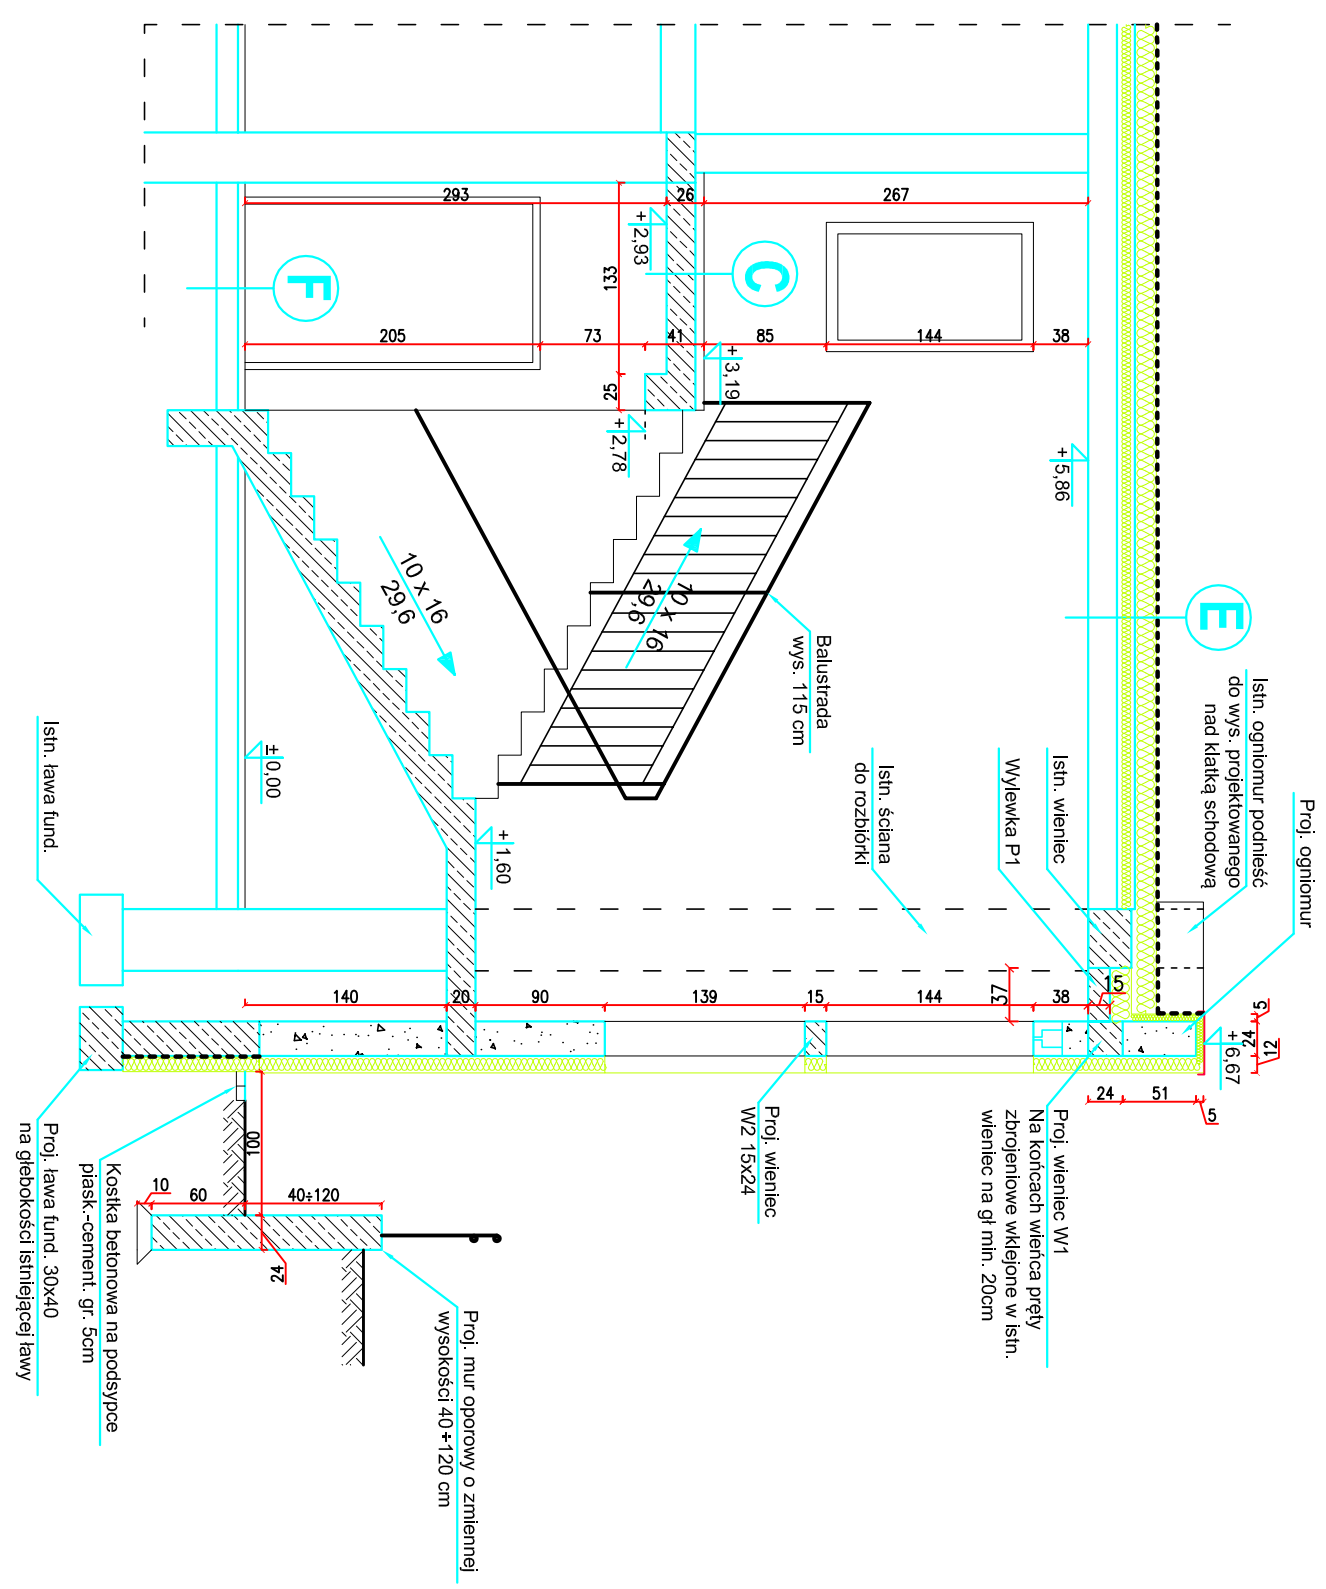 Proj. ogniomur
Istn. ogniomur podnieść
do wys. projektowanego
nad klatką schodową
E
Istn. wieniec
Wylewka P1
Istn. ściana
do rozbiórki
Balustrada
wys. 115 cm
C
F
293
26
267
+2,93
133
205
73
41
85
144
38
+3,19
25
+2,78
+5,86
10 x 16
29,6
10 x 16
29,6
±0,00
+1,60
Istn. ława fund.
140
20
90
139
15
144
38
37
15
5
24
12
+6,67
24
51
5
Proj. wieniec W1
Na końcach wieńca pręty
zbrojeniowe wklejone w istn.
wieniec na gł min. 20cm
Proj. wieniec
W2 15x24
100
10
60
40÷120
24
Proj. mur oporowy o zmiennej
wysokości 40÷120 cm
Kostka betonowa na podsypce
piask.-cement. gr. 5cm
Proj. ława fund. 30x40
na głebokości istniejącej ławy